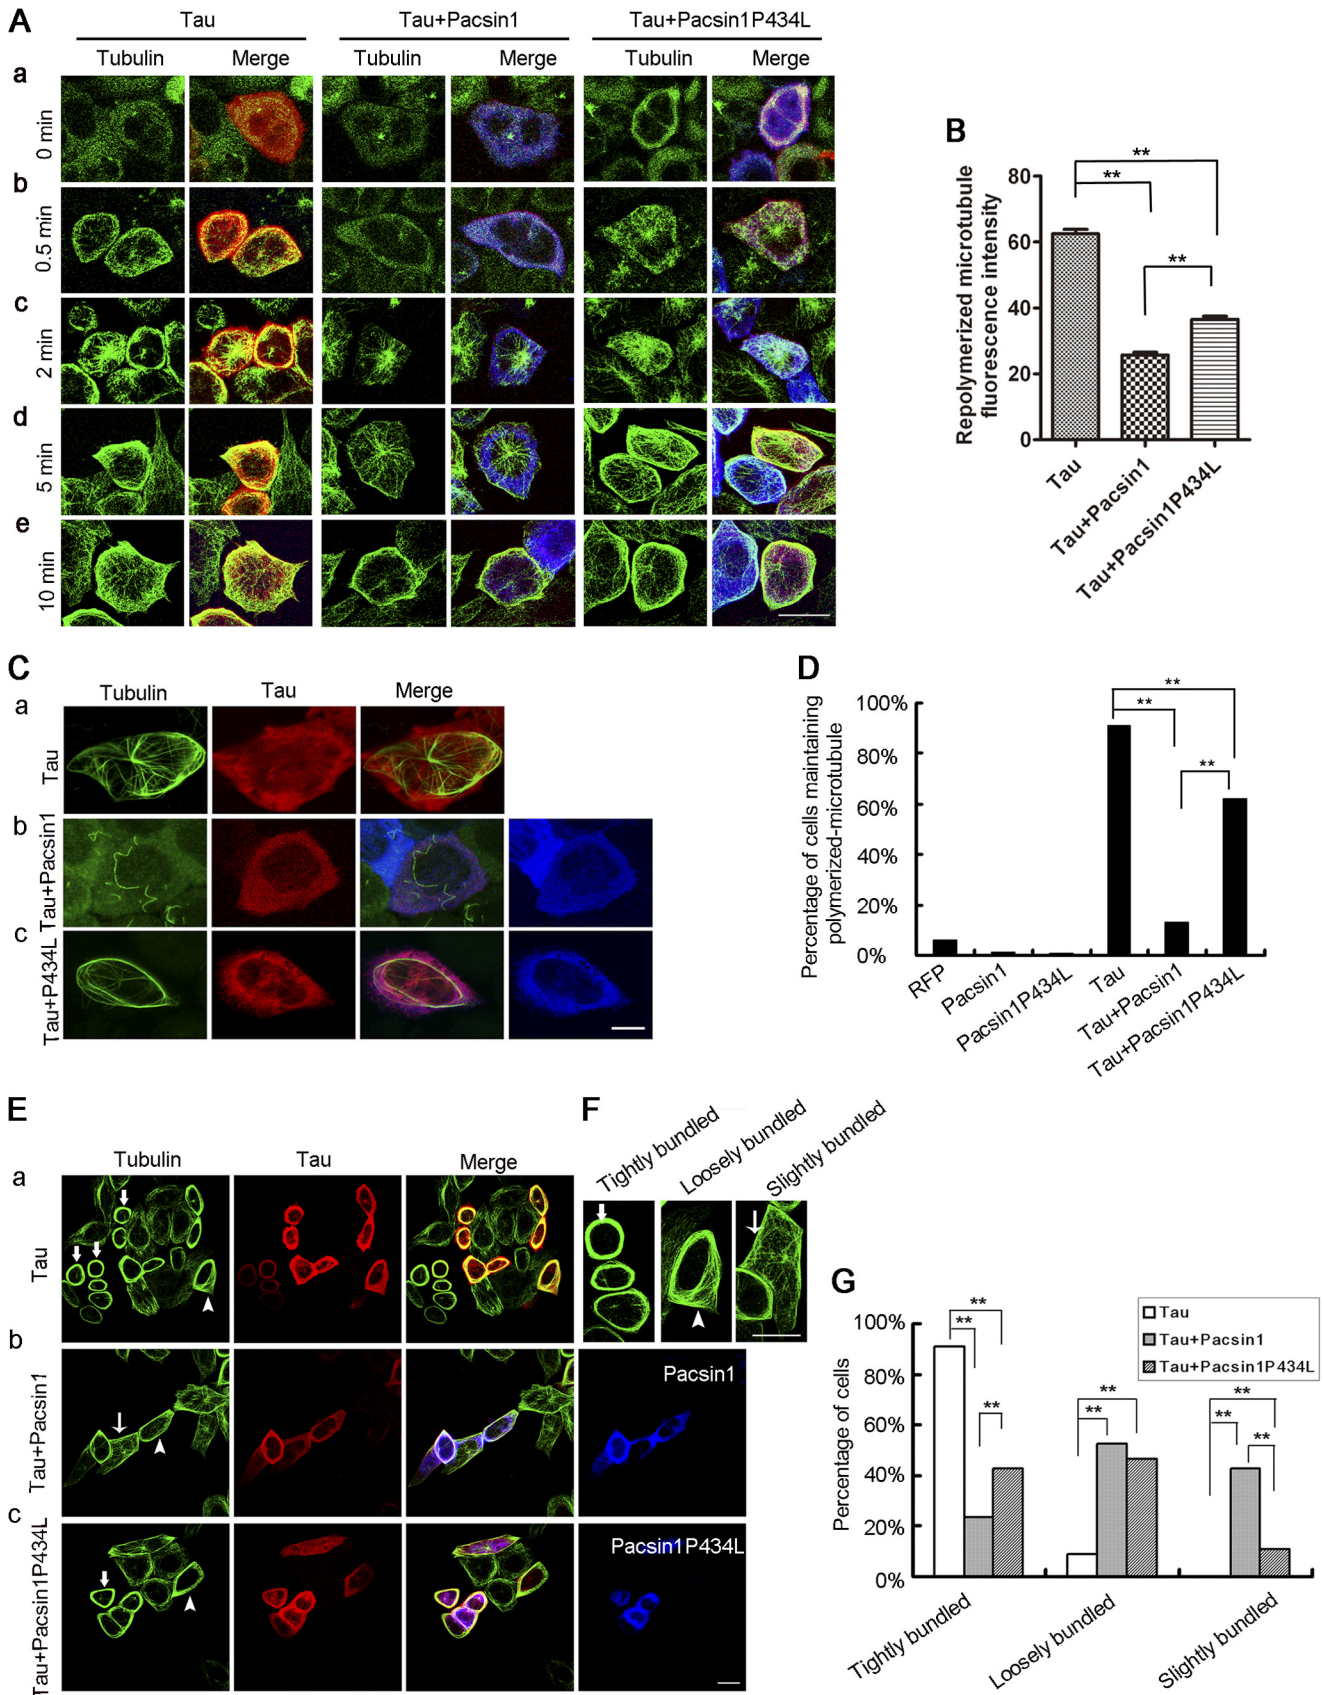 A
Tau
Tau+Pacsin1
Tau+Pacsin1P434L
Tubulin
Merge
Tubulin
Merge
Tubulin
Merge
a
0 min
b
0.5 min
c
2 min
d
5 min
e
10 min
B
Repolymerized microtubule
fluorescence intensity
80
60
40
20
0
**
**
**
Tau
Tau+Pacsin1
Tau+Pacsin1P434L
C
Tubulin
Tau
Merge
a
Tau
b
Tau+Pacsin1
c
Tau+P434L
D
Percentage of cells maintaining
polymerized-microtubule
100%
80%
60%
40%
20%
0%
**
**
**
RFP
Pacsin1
Pacsin1P434L
Tau
Tau+Pacsin1
Tau+Pacsin1P434L
E
Tubulin
Tau
Merge
a
Tau
b
Tau+Pacsin1
Pacsin1
c
Tau+Pacsin1P434L
Pacsin1P434L
F
Tightly bundled
Loosely bundled
Slightly bundled
G
Percentage of cells
100%
80%
60%
40%
20%
0%
Tau
Tau+Pacsin1
Tau+Pacsin1P434L
**
**
**
**
**
**
**
**
Tightly bundled
Loosely bundled
Slightly bundled